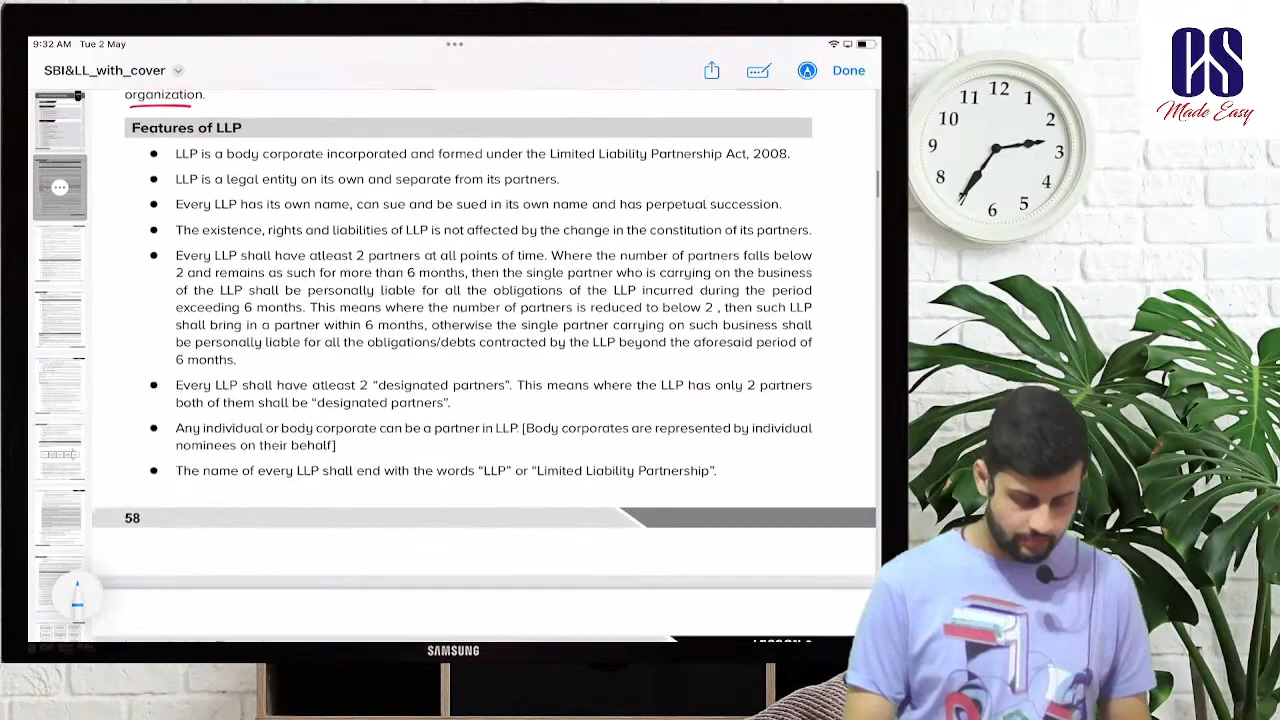 9:32 AM Tue 2 May
SBI&LL_with_cover
Done
organization.
Features of LLP
LLP is a body corporate incorporated and formed under the Limited Liability Partnership Act, 2008.
LLP is a legal entity and distinct and separate from its partners.
Every LLP has its own name, can sue and be sued in its own name and has perpetual succession.
The existence, rights and liabilities of LLP is not affected by the change in the constitution of its partners.
Every LLP shall have atleast 2 partners at all point of time. Where the number of partners falls below
2 and remains as such for more than 6 months, then the single partner who is carrying on the business
of the LLP shall be personally liable for all the obligations of the LLP incurred during the period
exceeding 6 months. In other words if the number of partners is reduced below 2 , then such LLP
shall bring in a partner within 6 months otherwise the single partner carrying on such business shall
be personally liable for all the obligations/debts contracted by the LLP beyond the aforesaid period of
6 months.
Every LLP shall have atleast 2 “designated partners”. This means where the LLP has only 2 partners
both of them shall be “designated partners”.
Any individual or body corporate can be a partner in LLP [Body corporates are represented by individual
nominees on their behalf].
The name of every LLP shall end with the words LLP or “Limited Liability Partnership”.
58
SAMSUNG
CS
Made Easy
12
1
2
3
4
5
6
7
8
9
10
11